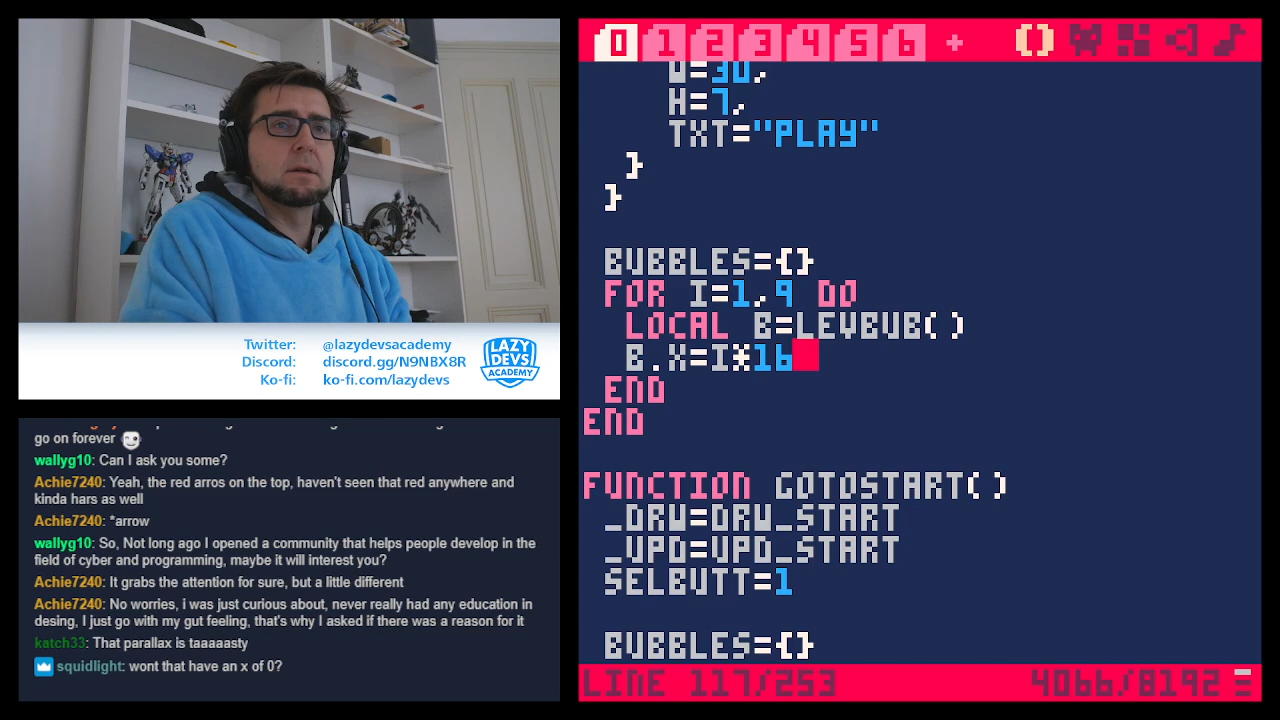 0 1 2 3 4 5 6 +
W=30,
H=7,
TXT="PLAY"
}
}
BUBBLES={}
FOR I=1,9 DO
LOCAL B=LEVBUB()
B.X=I*16
END
END
FUNCTION GOTOSTART()
_DRW=DRW_START
_UPD=UPD_START
SELBUTT=1
BUBBLES={}
LINE 117/253 4066/8192
Twitter: @lazydevsacademy
Discord: discord.gg/N9NBX8R
Ko-fi: ko-fi.com/lazydevs
LAZY
DEVS
ACADEMY
go on forever
wallyg10: Can I ask you some?
Achie7240: Yeah, the red arros on the top, haven't seen that red anywhere and
kinda hars as well
Achie7240: *arrow
wallyg10: So, Not long ago I opened a community that helps people develop in the
field of cyber and programming, maybe it will interest you?
Achie7240: It grabs the attention for sure, but a little different
Achie7240: No worries, i was just curious about, never really had any education in
desing, I just go with my gut feeling, that's why I asked if there was a reason for it
katch33: That parallax is taaaaasty
squidlight: wont that have an x of 0?